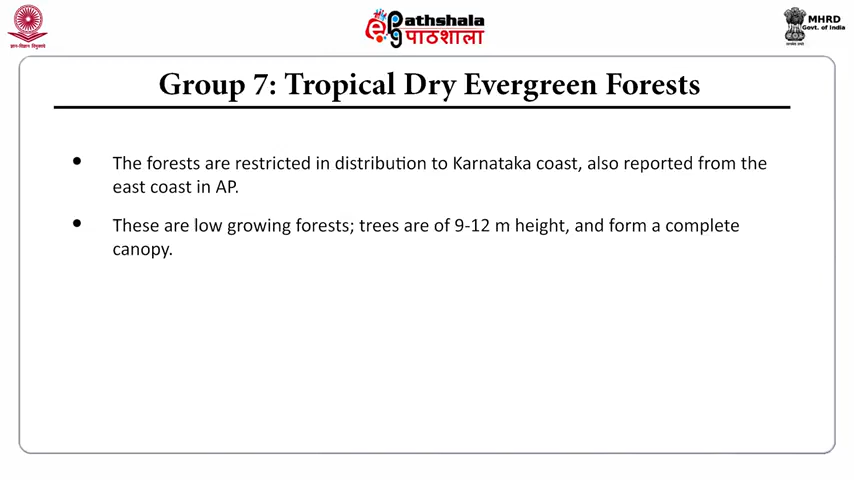 ePathshala
पाठशाला
MHRD
Govt. of India
ज्ञान-विज्ञान विमुक्तये
Group 7: Tropical Dry Evergreen Forests
• The forests are restricted in distribution to Karnataka coast, also reported from the
east coast in AP.
• These are low growing forests; trees are of 9-12 m height, and form a complete
canopy.